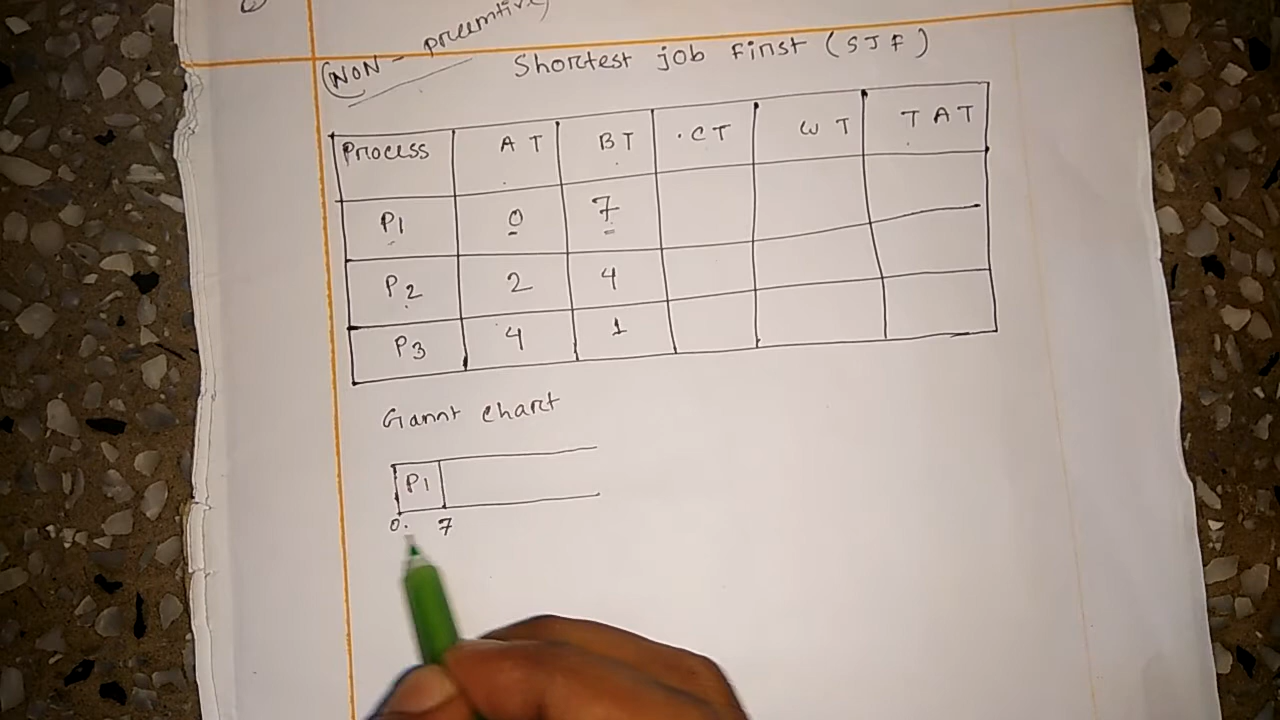 (NON - preemtive)
Shortest job first (SJF)
Process AT BT CT WT TAT
P1 0 7
P2 2 4
P3 4 1
Gannt chart
P1
0 7